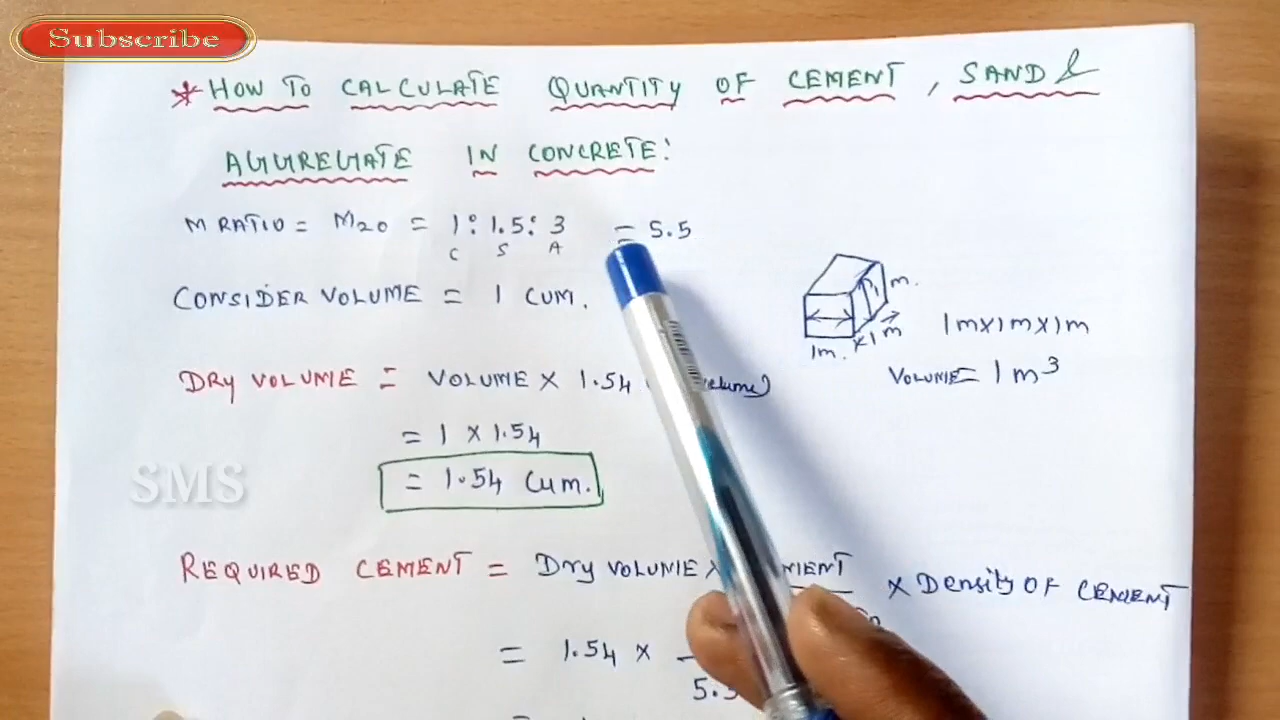 Subscribe
* HOW TO CALCULATE QUANTITY OF CEMENT, SAND &
AGGREGATE IN CONCRETE:
M RATIO = M20 = 1:1.5:3 = 5.5
C S A
CONSIDER VOLUME = 1 CUM.
1 m.
1m. × 1m
1m×1m×1m
VOLUME = 1 m³
DRY VOLUME = VOLUME × 1.54
= 1 × 1.54
= 1.54 Cum.
SMS
REQUIRED CEMENT = Dry VOLUME × × Density OF CEMENT
= 1.54 ×